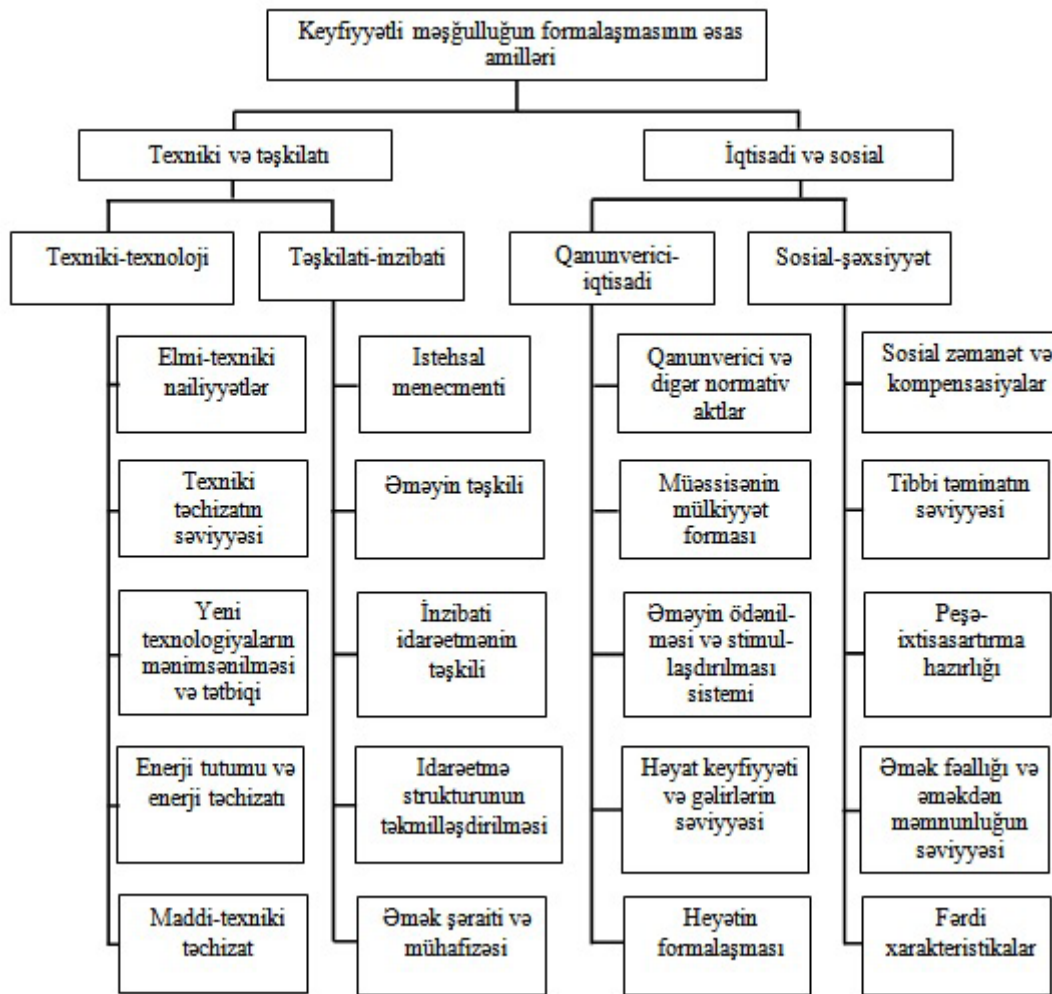 Keyfiyyətli məşğulluğun formalaşmasının əsas
amilləri
Texniki və təşkilatı
İqtisadi və sosial
Texniki-texnoloji
Təşkilati-inzibati
Qanunverici-
iqtisadi
Sosial-şəxsiyyət
Elmi-texniki
nailiyyətlər
Texniki
təchizatın
səviyyəsi
Yeni
texnologiyaların
mənimsənilməsi
və tətbiqi
Enerji tutumu və
enerji təchizatı
Maddi-texniki
təchizat
Istehsal
menecmenti
Əməyin təşkili
İnzibati
idarəetmənin
təşkili
Idarəetmə
strukturunun
təkmilləşdirilməsi
Əmək şəraiti və
mühafizəsi
Qanunverici və
digər normativ
aktlar
Müəssisənin
mülkiyyət
forması
Əməyin ödənil-
məsi və stimul-
laşdırılması
sistemi
Həyat keyfiyyəti
və gəlirlərin
səviyyəsi
Heyətin
formalaşması
Sosial zəmanət və
kompensasiyalar
Tibbi təminatın
səviyyəsi
Peşə-
ixtisasartırma
hazırlığı
Əmək fəallığı və
əməkdən
məmnunluğun
səviyyəsi
Fərdi
xarakteristikalar